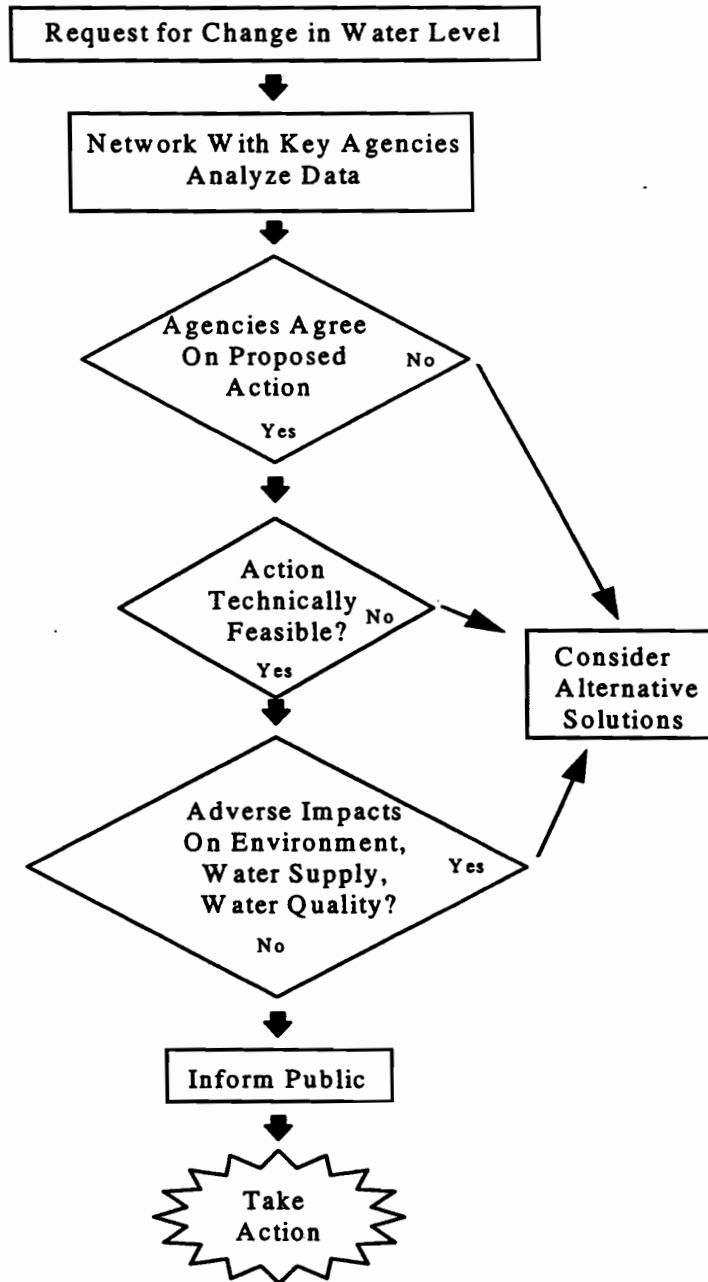 Request for Change in Water Level
Network With Key Agencies
Analyze Data
Agencies Agree
On Proposed
Action
No
Yes
Action
Technically
Feasible?
No
Yes
Consider
Alternative
Solutions
Adverse Impacts
On Environment,
Water Supply,
Water Quality?
Yes
No
Inform Public
Take
Action